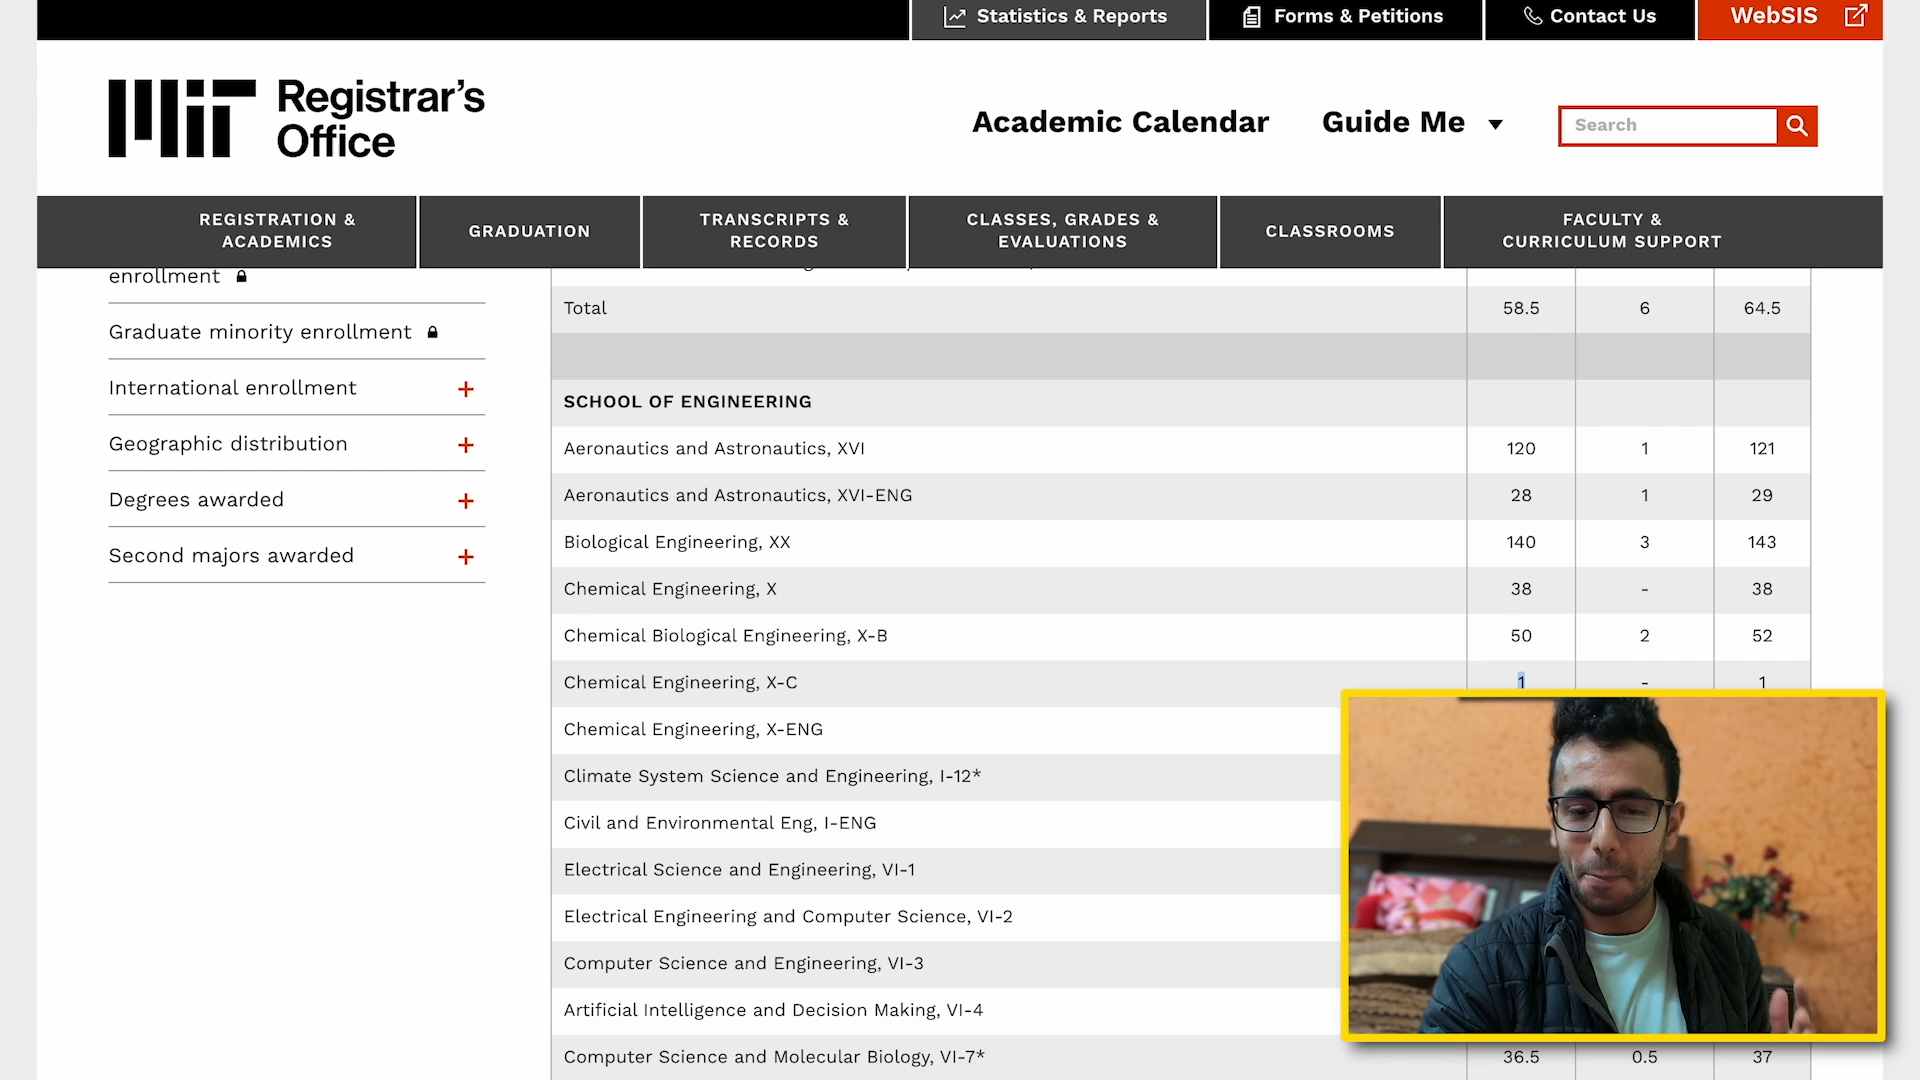 Statistics & Reports
Forms & Petitions
Contact Us
WebSIS
MIT Registrar's
Office
Academic Calendar
Guide Me
Search
REGISTRATION &
ACADEMICS
GRADUATION
TRANSCRIPTS &
RECORDS
CLASSES, GRADES &
EVALUATIONS
CLASSROOMS
FACULTY &
CURRICULUM SUPPORT
enrollment
Graduate minority enrollment
International enrollment +
Geographic distribution +
Degrees awarded +
Second majors awarded +
Total 58.5 6 64.5
SCHOOL OF ENGINEERING
Aeronautics and Astronautics, XVI 120 1 121
Aeronautics and Astronautics, XVI-ENG 28 1 29
Biological Engineering, XX 140 3 143
Chemical Engineering, X 38 - 38
Chemical Biological Engineering, X-B 50 2 52
Chemical Engineering, X-C 1 - 1
Chemical Engineering, X-ENG
Climate System Science and Engineering, I-12*
Civil and Environmental Eng, I-ENG
Electrical Science and Engineering, VI-1
Electrical Engineering and Computer Science, VI-2
Computer Science and Engineering, VI-3
Artificial Intelligence and Decision Making, VI-4
Computer Science and Molecular Biology, VI-7* 36.5 0.5 37